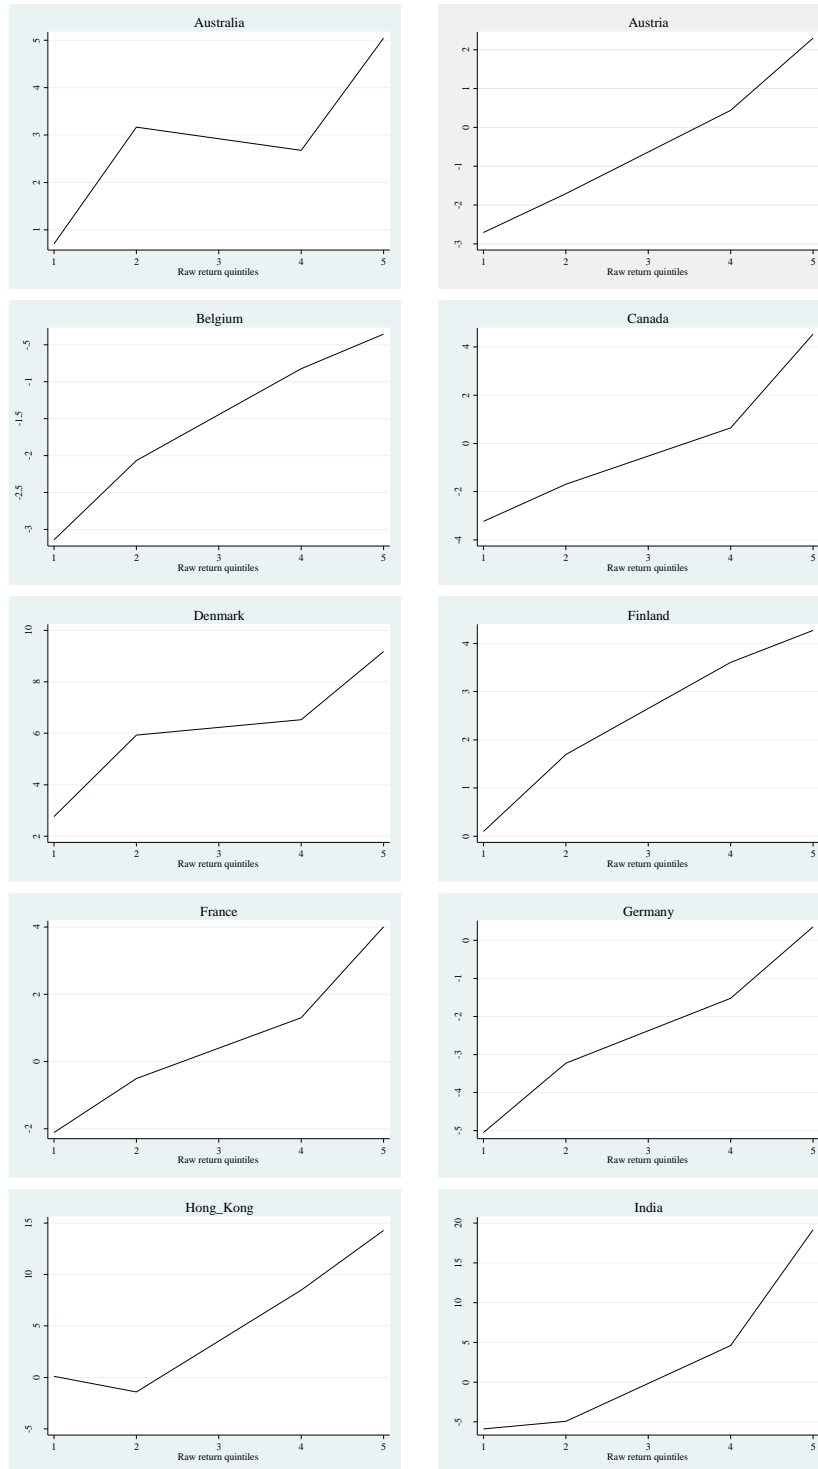 Australia
5
4
3
2
1
1 2 3 4 5
Raw return quintiles
Austria
2
1
0
-1
-2
-3
1 2 3 4 5
Raw return quintiles
Belgium
-.5
-1
-1.5
-2
-2.5
-3
1 2 3 4 5
Raw return quintiles
Canada
4
2
0
-2
-4
1 2 3 4 5
Raw return quintiles
Denmark
10
8
6
4
2
1 2 3 4 5
Raw return quintiles
Finland
4
3
2
1
0
1 2 3 4 5
Raw return quintiles
France
4
2
0
-2
1 2 3 4 5
Raw return quintiles
Germany
0
-1
-2
-3
-4
-5
1 2 3 4 5
Raw return quintiles
Hong_Kong
15
10
5
0
-5
1 2 3 4 5
Raw return quintiles
India
20
15
10
5
0
-5
1 2 3 4 5
Raw return quintiles